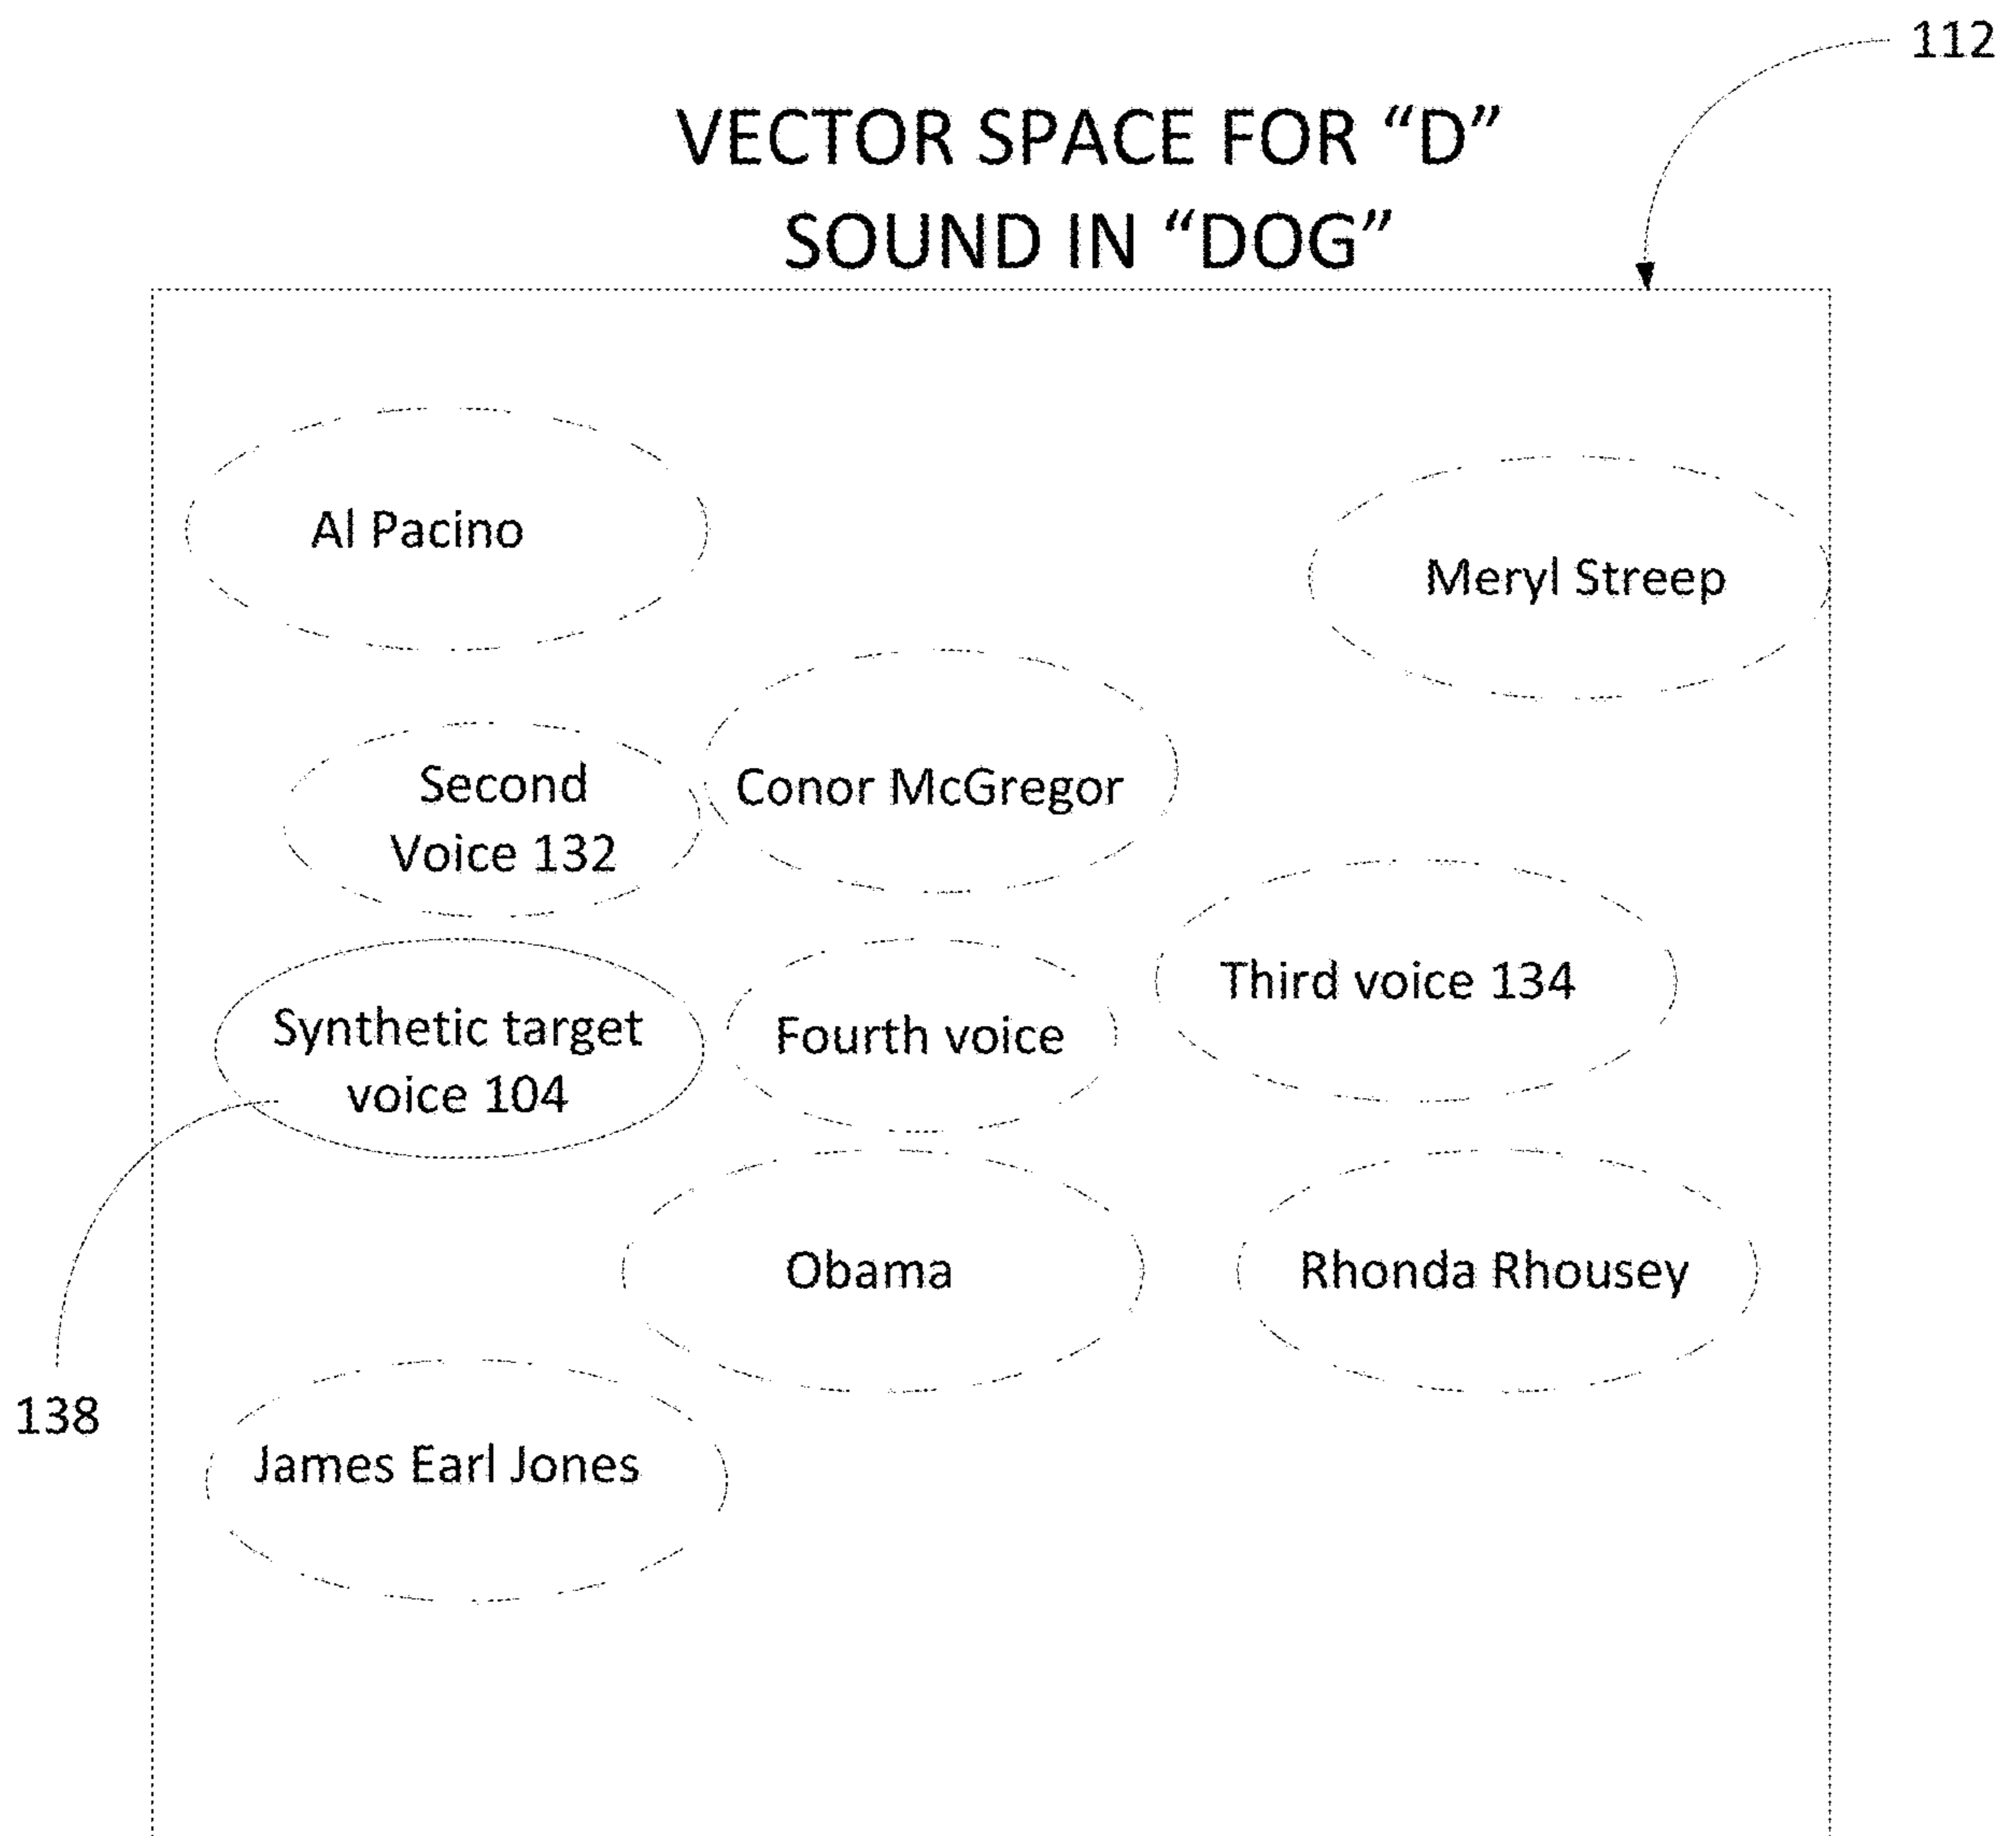 112
VECTOR SPACE FOR “D”
SOUND IN “DOG”
Al Pacino
Meryl Streep
Second
Voice 132
Conor McGregor
Third voice 134
Synthetic target
voice 104
Fourth voice
Obama
Rhonda Rhousey
138
James Earl Jones